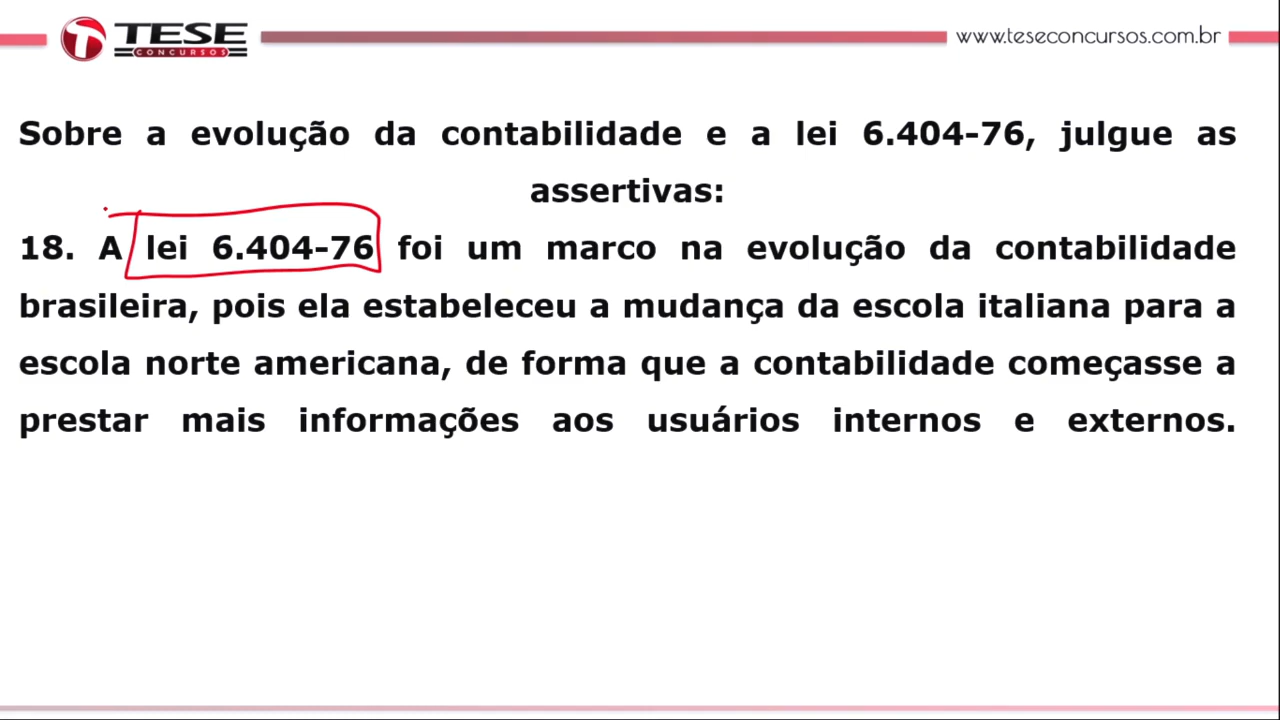 TESE
CONCURSOS
www.teseconcursos.com.br
Sobre a evolução da contabilidade e a lei 6.404-76, julgue as
assertivas:
18. A lei 6.404-76 foi um marco na evolução da contabilidade
brasileira, pois ela estabeleceu a mudança da escola italiana para a
escola norte americana, de forma que a contabilidade começasse a
prestar mais informações aos usuários internos e externos.